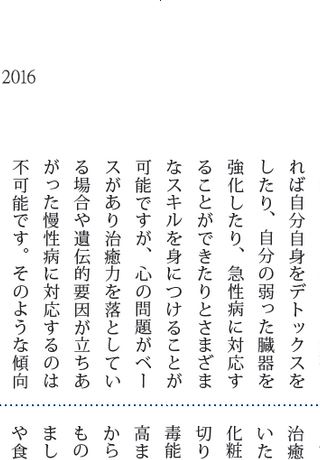 2016
れば自分自身をデトックスを
したり、自分の弱った臓器を
強化したり、急性病に対応す
ることができたりとさまざま
なスキルを身につけることが
可能ですが、心の問題がベー
スがあり治癒力を落としてい
る場合や遺伝的要因が立ちあ
がった慢性病に対応するのは
不可能です。そのような傾向
治癒
いた
化粧
切り
毒能
高ま
から
もの
まし
や食